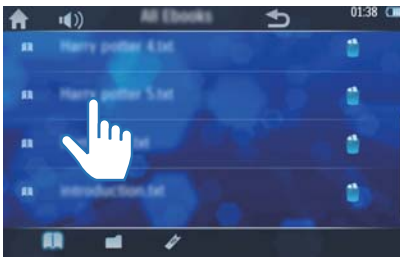 All Ebooks
01:38
Harry potter 4.txt
Harry potter 5.txt
introduction.txt